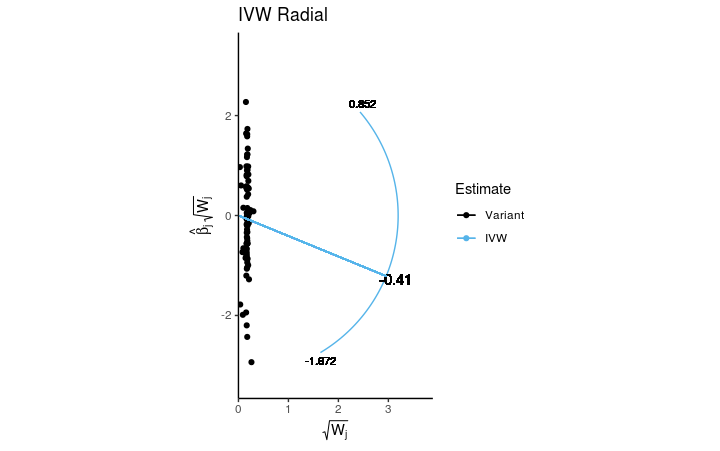 IVW Radial
0.852
2
0
-2
β̂ⱼ√Wⱼ
-0.41
-1.672
0 1 2 3
√Wⱼ
Estimate
Variant
IVW